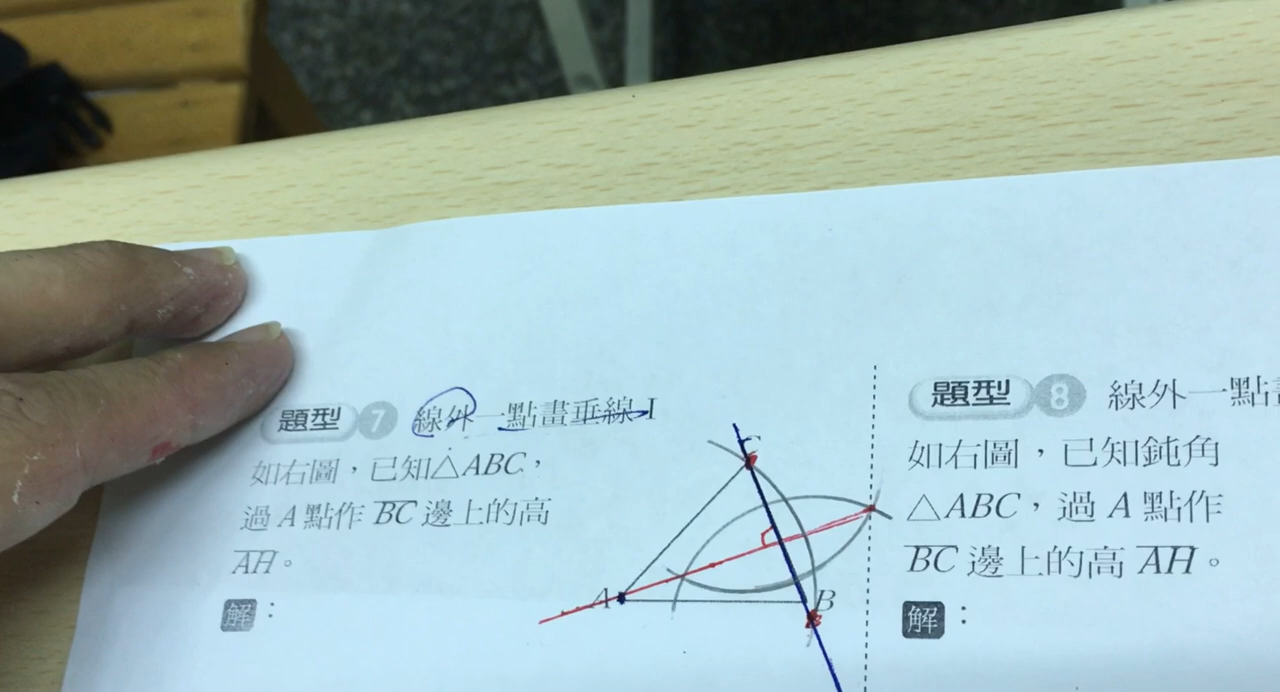 題型 7 線外一點畫垂線 I
如右圖，已知△ABC，
過 A 點作 BC 邊上的高
AH。
解：
C
A
B
題型 8 線外一點
如右圖，已知鈍角
△ABC，過 A 點作
BC 邊上的高 AH。
解：